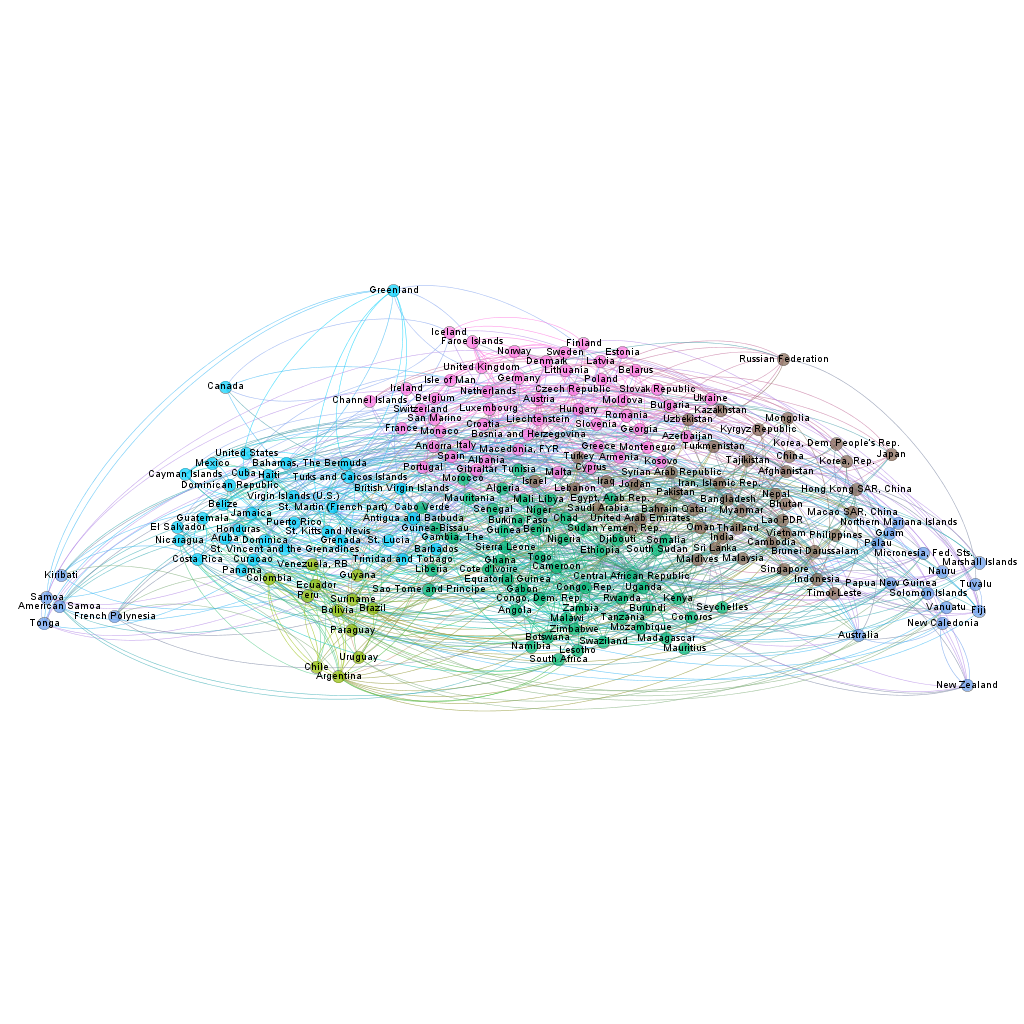 Greenland
Iceland
Faroe Islands
Finland
Norway
Sweden
Estonia
Denmark
Latvia
Russian Federation
United Kingdom
Lithuania
Belarus
Isle of Man
Germany
Poland
Canada
Ireland
Netherlands
Czech Republic
Slovak Republic
Channel Islands
Belgium
Austria
Moldova
Ukraine
Switzerland
Luxembourg
Hungary
Bulgaria
Kazakhstan
San Marino
Liechtenstein
Romania
Uzbekistan
Mongolia
France
Monaco
Croatia
Slovenia
Georgia
Kyrgyz Republic
Bosnia and Herzegovina
Azerbaijan
Andorra
Italy
Macedonia, FYR
Greece
Montenegro
Turkmenistan
Korea, Dem. People's Rep.
United States
Spain
Albania
Turkey
Armenia
China
Japan
Mexico
Bahamas, The
Bermuda
Portugal
Gibraltar
Tunisia
Malta
Cyprus
Kosovo
Tajikistan
Korea, Rep.
Cayman Islands
Cuba
Haiti
Turks and Caicos Islands
Morocco
Israel
Iraq
Jordan
Syrian Arab Republic
Iran, Islamic Rep.
Afghanistan
Dominican Republic
British Virgin Islands
Algeria
Lebanon
Pakistan
Nepal
Hong Kong SAR, China
Virgin Islands (U.S.)
Mauritania
Mali
Libya
Egypt, Arab Rep.
Bangladesh
Belize
St. Martin (French part)
Cabo Verde
Senegal
Niger
Saudi Arabia
Bahrain
Qatar
Myanmar
Bhutan
Macao SAR, China
Guatemala
Jamaica
Puerto Rico
Antigua and Barbuda
Burkina Faso
Chad
United Arab Emirates
Lao PDR
Northern Mariana Islands
El Salvador
Honduras
St. Kitts and Nevis
Guinea-Bissau
Guinea
Benin
Sudan
Yemen, Rep.
Oman
Thailand
Vietnam
Philippines
Guam
Nicaragua
Aruba
Dominica
Grenada
St. Lucia
Gambia, The
Nigeria
Djibouti
Somalia
India
Cambodia
Palau
St. Vincent and the Grenadines
Barbados
Sierra Leone
Ethiopia
South Sudan
Sri Lanka
Brunei Darussalam
Micronesia, Fed. Sts.
Costa Rica
Curacao
Venezuela, RB
Trinidad and Tobago
Ghana
Togo
Maldives
Malaysia
Marshall Islands
Panama
Liberia
Cote d'Ivoire
Cameroon
Singapore
Nauru
Kiribati
Colombia
Guyana
Equatorial Guinea
Central African Republic
Indonesia
Papua New Guinea
Tuvalu
Ecuador
Sao Tome and Principe
Gabon
Congo, Rep.
Uganda
Timor-Leste
Solomon Islands
Samoa
Peru
Suriname
Congo, Dem. Rep.
Rwanda
Kenya
American Samoa
Bolivia
Brazil
Angola
Zambia
Burundi
Seychelles
Vanuatu
Fiji
French Polynesia
Malawi
Tanzania
Comoros
Tonga
Paraguay
Zimbabwe
Mozambique
New Caledonia
Botswana
Swaziland
Madagascar
Australia
Namibia
Lesotho
Mauritius
Uruguay
South Africa
Chile
Argentina
New Zealand